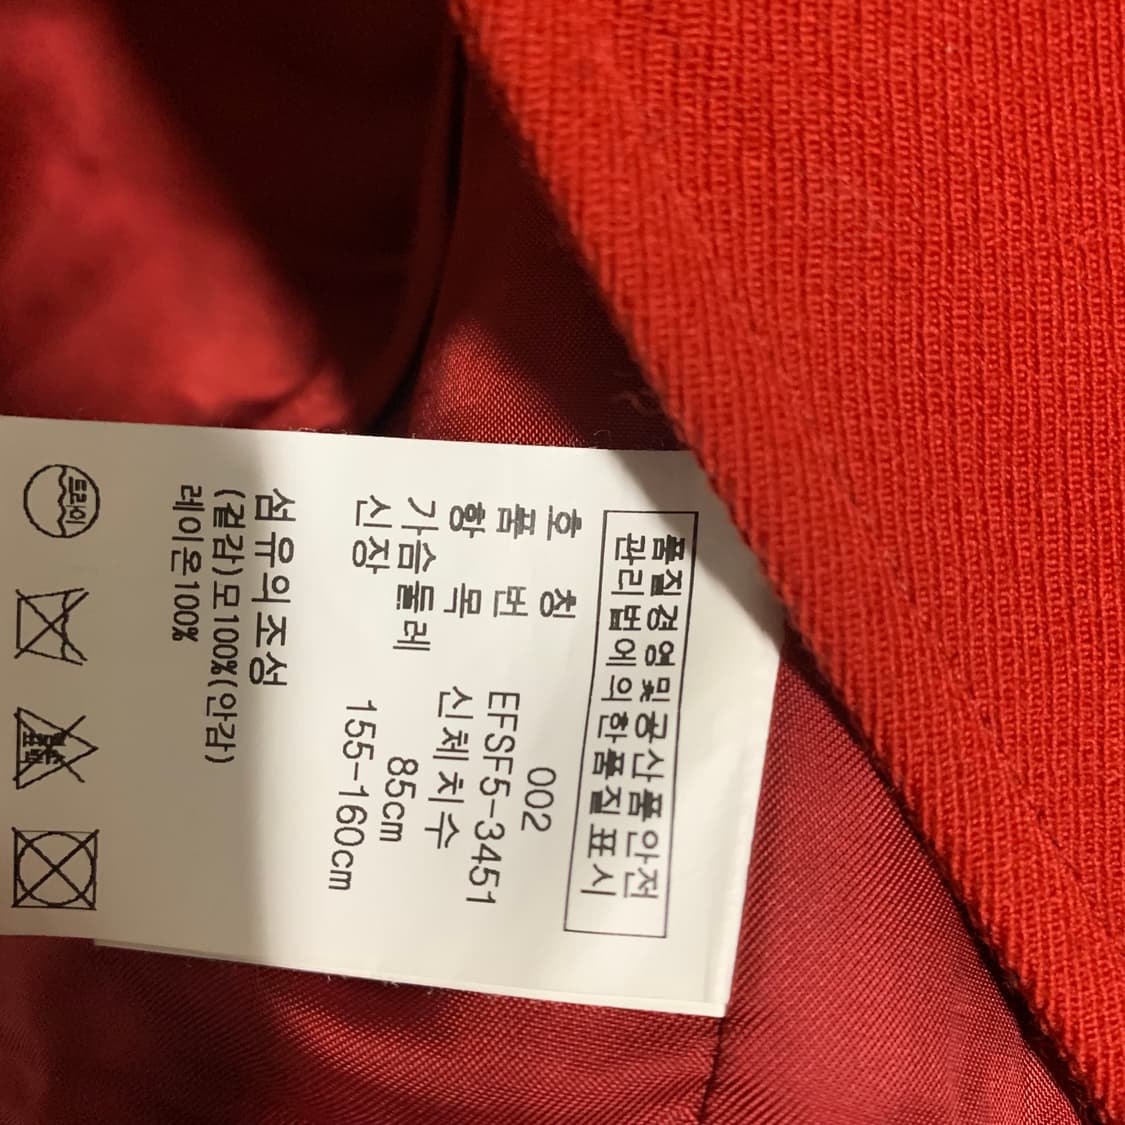 품질경영및공산품안전
관리법에의한품질표시
호 칭 002
품 번 EFSF5-3451
항 목 신체치수
가슴둘레 85cm
신장 155-160cm
섬유의조성
(겉감)모100%(안감)
레이온100%
드라이